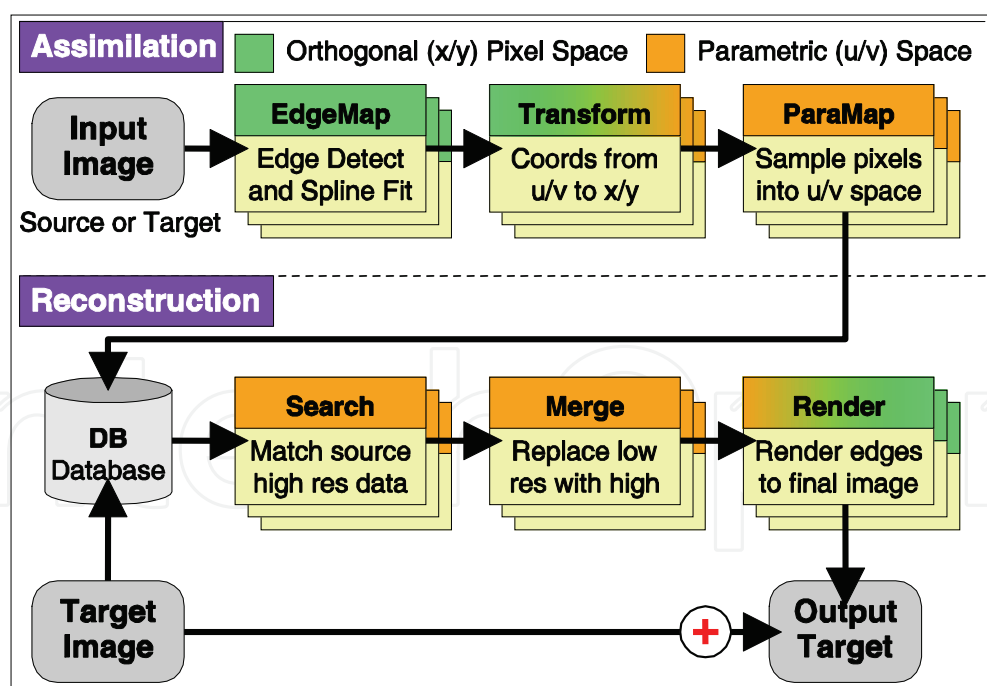 Assimilation
Orthogonal (x/y) Pixel Space
Parametric (u/v) Space
Input
Image
Source or Target
EdgeMap
Edge Detect
and Spline Fit
Transform
Coords from
u/v to x/y
ParaMap
Sample pixels
into u/v space
Reconstruction
DB
Database
Search
Match source
high res data
Merge
Replace low
res with high
Render
Render edges
to final image
Target
Image
+
Output
Target